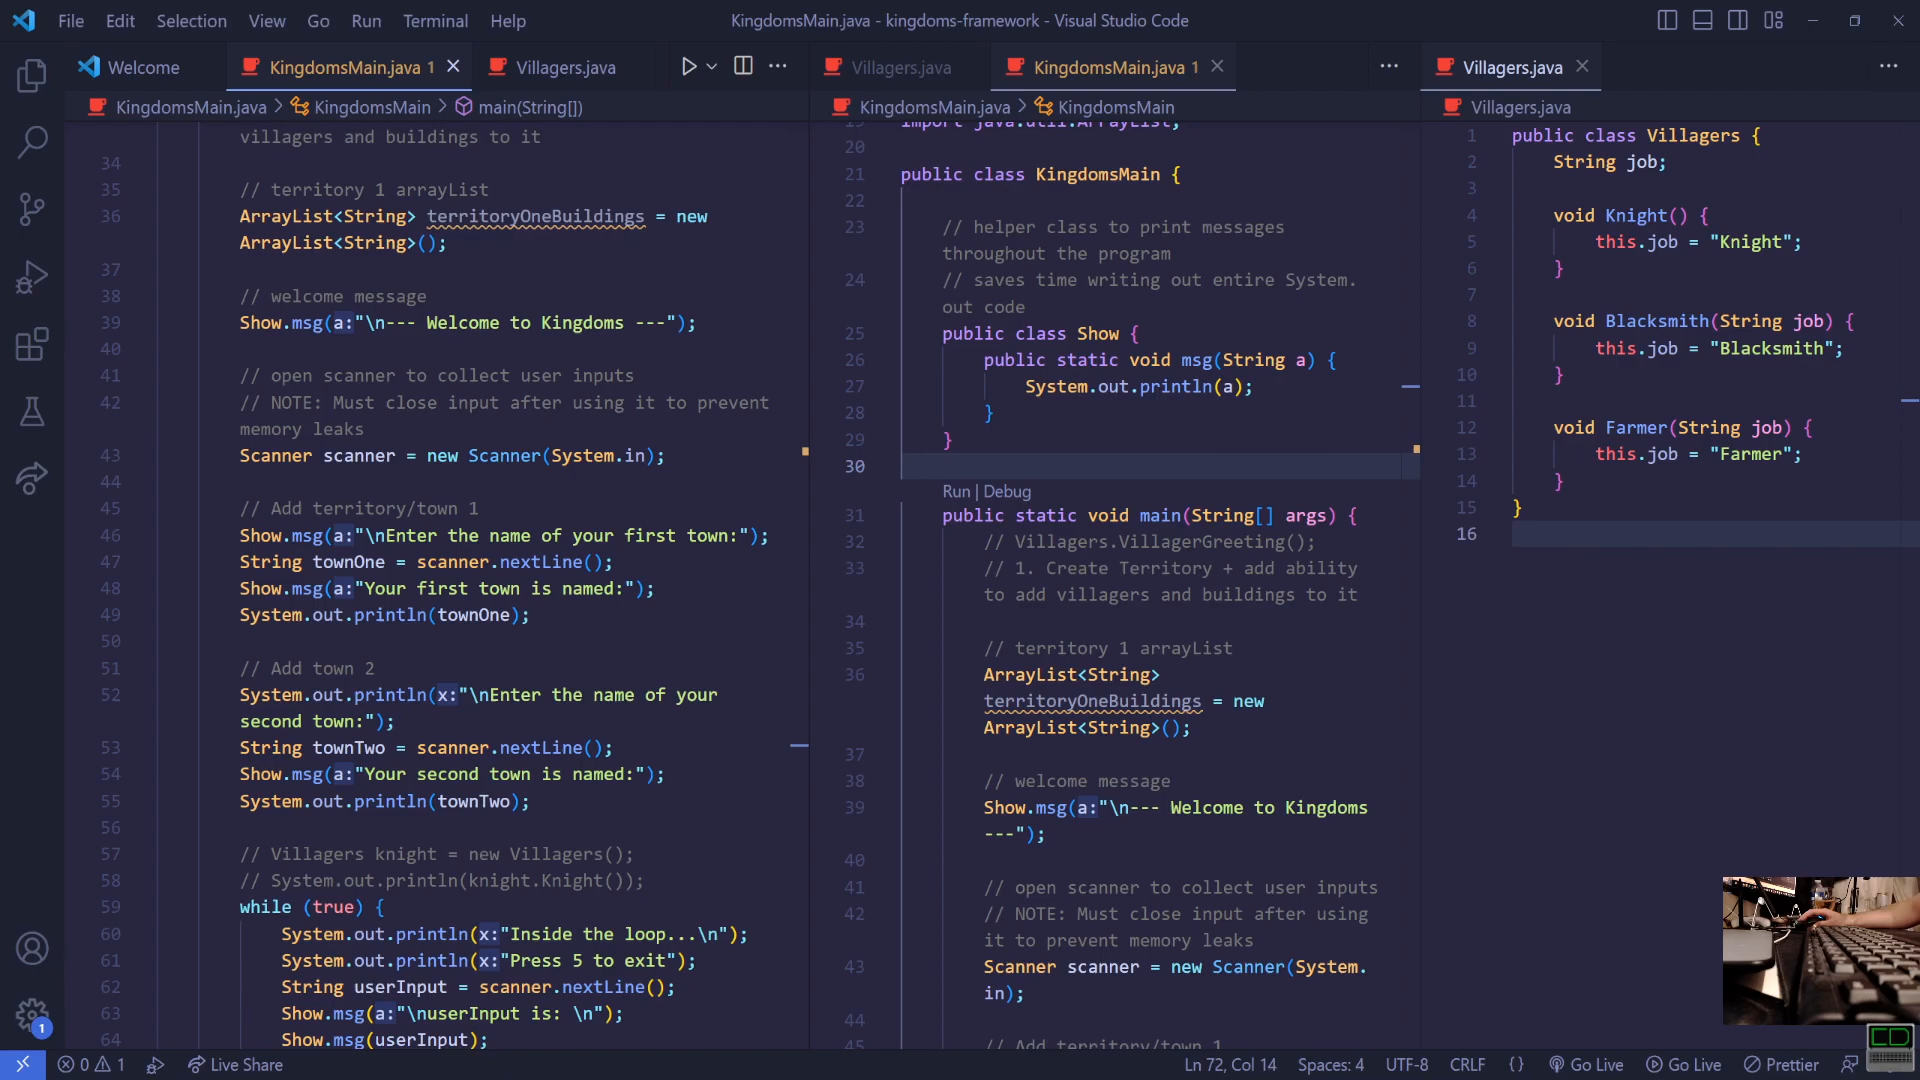 File Edit Selection View Go Run Terminal Help
KingdomsMain.java - kingdoms-framework - Visual Studio Code
Welcome
KingdomsMain.java 1
Villagers.java
KingdomsMain.java > KingdomsMain > main(String[])
villagers and buildings to it
34
35 // territory 1 arrayList
36 ArrayList<String> territoryOneBuildings = new
ArrayList<String>();
37
38 // welcome message
39 Show.msg(a:"\n--- Welcome to Kingdoms ---");
40
41 // open scanner to collect user inputs
42 // NOTE: Must close input after using it to prevent
memory leaks
43 Scanner scanner = new Scanner(System.in);
44
45 // Add territory/town 1
46 Show.msg(a:"\nEnter the name of your first town:");
47 String townOne = scanner.nextLine();
48 Show.msg(a:"Your first town is named:");
49 System.out.println(townOne);
50
51 // Add town 2
52 System.out.println(x:"\nEnter the name of your
second town:");
53 String townTwo = scanner.nextLine();
54 Show.msg(a:"Your second town is named:");
55 System.out.println(townTwo);
56
57 // Villagers knight = new Villagers();
58 // System.out.println(knight.Knight());
59 while (true) {
60 System.out.println(x:"Inside the loop...\n");
61 System.out.println(x:"Press 5 to exit");
62 String userInput = scanner.nextLine();
63 Show.msg(a:"\nuserInput is: \n");
64 Show.msg(userInput);
Villagers.java
KingdomsMain.java 1
KingdomsMain.java > KingdomsMain
19 import java.util.ArrayList;
20
21 public class KingdomsMain {
22
23 // helper class to print messages
throughout the program
24 // saves time writing out entire System.
out code
25 public class Show {
26 public static void msg(String a) {
27 System.out.println(a);
28 }
29 }
30
Run | Debug
31 public static void main(String[] args) {
32 // Villagers.VillagerGreeting();
33 // 1. Create Territory + add ability
to add villagers and buildings to it
34
35 // territory 1 arrayList
36 ArrayList<String>
territoryOneBuildings = new
ArrayList<String>();
37
38 // welcome message
39 Show.msg(a:"\n--- Welcome to Kingdoms
---");
40
41 // open scanner to collect user inputs
42 // NOTE: Must close input after using
it to prevent memory leaks
43 Scanner scanner = new Scanner(System.
in);
44
45 // Add territory/town 1
Villagers.java
Villagers.java
1 public class Villagers {
2 String job;
3
4 void Knight() {
5 this.job = "Knight";
6 }
7
8 void Blacksmith(String job) {
9 this.job = "Blacksmith";
10 }
11
12 void Farmer(String job) {
13 this.job = "Farmer";
14 }
15 }
16
1
0 1 Live Share
Ln 72, Col 14 Spaces: 4 UTF-8 CRLF {} Go Live Go Live Prettier
CD